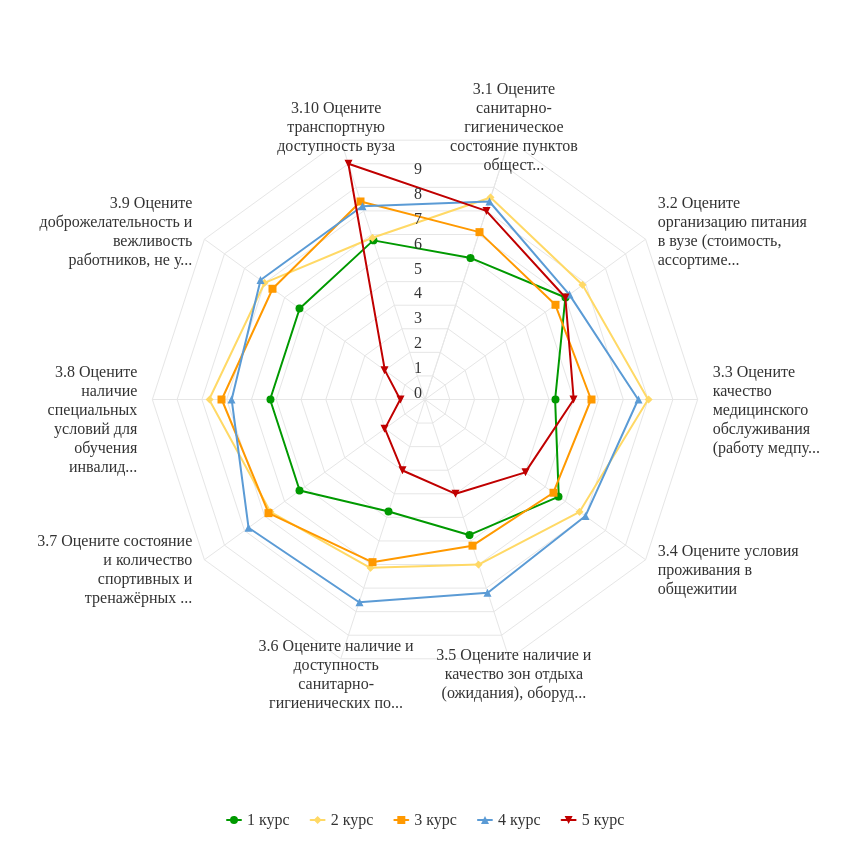 3.1 Оцените
санитарно-
гигиеническое
состояние пунктов
общест...
3.10 Оцените
транспортную
доступность вуза
9
8
7
6
5
4
3
2
1
0
3.9 Оцените
доброжелательность и
вежливость
работников, не у...
3.2 Оцените
организацию питания
в вузе (стоимость,
ассортиме...
3.8 Оцените
наличие
специальных
условий для
обучения
инвалид...
3.3 Оцените
качество
медицинского
обслуживания
(работу медпу...
3.7 Оцените состояние
и количество
спортивных и
тренажёрных ...
3.4 Оцените условия
проживания в
общежитии
3.6 Оцените наличие и
доступность
санитарно-
гигиенических по...
3.5 Оцените наличие и
качество зон отдыха
(ожидания), оборуд...
1 курс 2 курс 3 курс 4 курс 5 курс